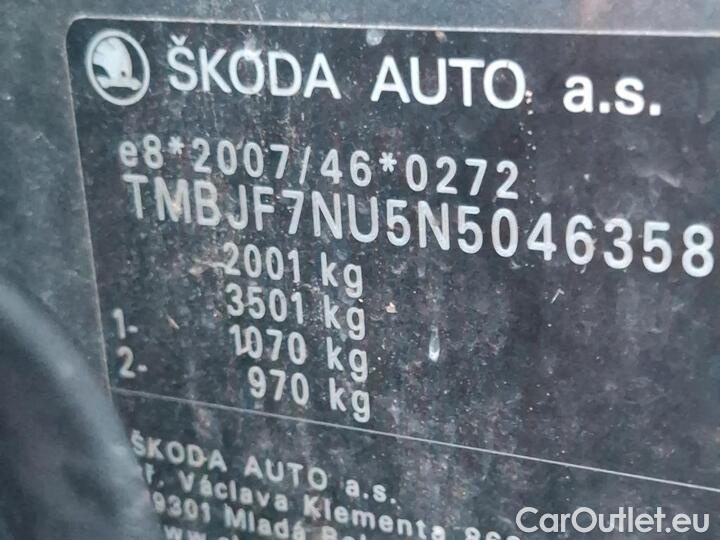 ŠKODA AUTO a.s.
e8*2007/46*0272
TMBJF7NU5N5046358
2001 kg
3501 kg
1- 1070 kg
2- 970 kg
ŠKODA AUTO a.s.
Václava Klementa
Mladá
CarOutlet.eu